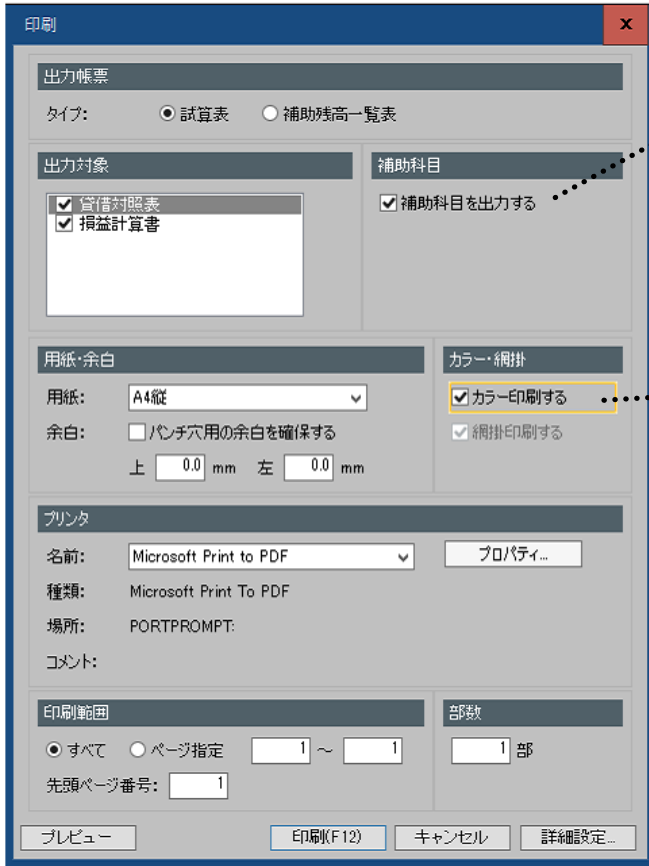 印刷
x
出力帳票
タイプ: 試算表 補助残高一覧表
出力対象
貸借対照表
損益計算書
補助科目
補助科目を出力する
用紙・余白
用紙: A4縦
余白: パンチ穴用の余白を確保する
上 0.0 mm 左 0.0 mm
カラー・網掛
カラー印刷する
網掛印刷する
プリンタ
名前: Microsoft Print to PDF プロパティ...
種類: Microsoft Print To PDF
場所: PORTPROMPT:
コメント:
印刷範囲
すべて ページ指定 1 ～ 1
先頭ページ番号: 1
部数
1 部
プレビュー 印刷(F12) キャンセル 詳細設定...